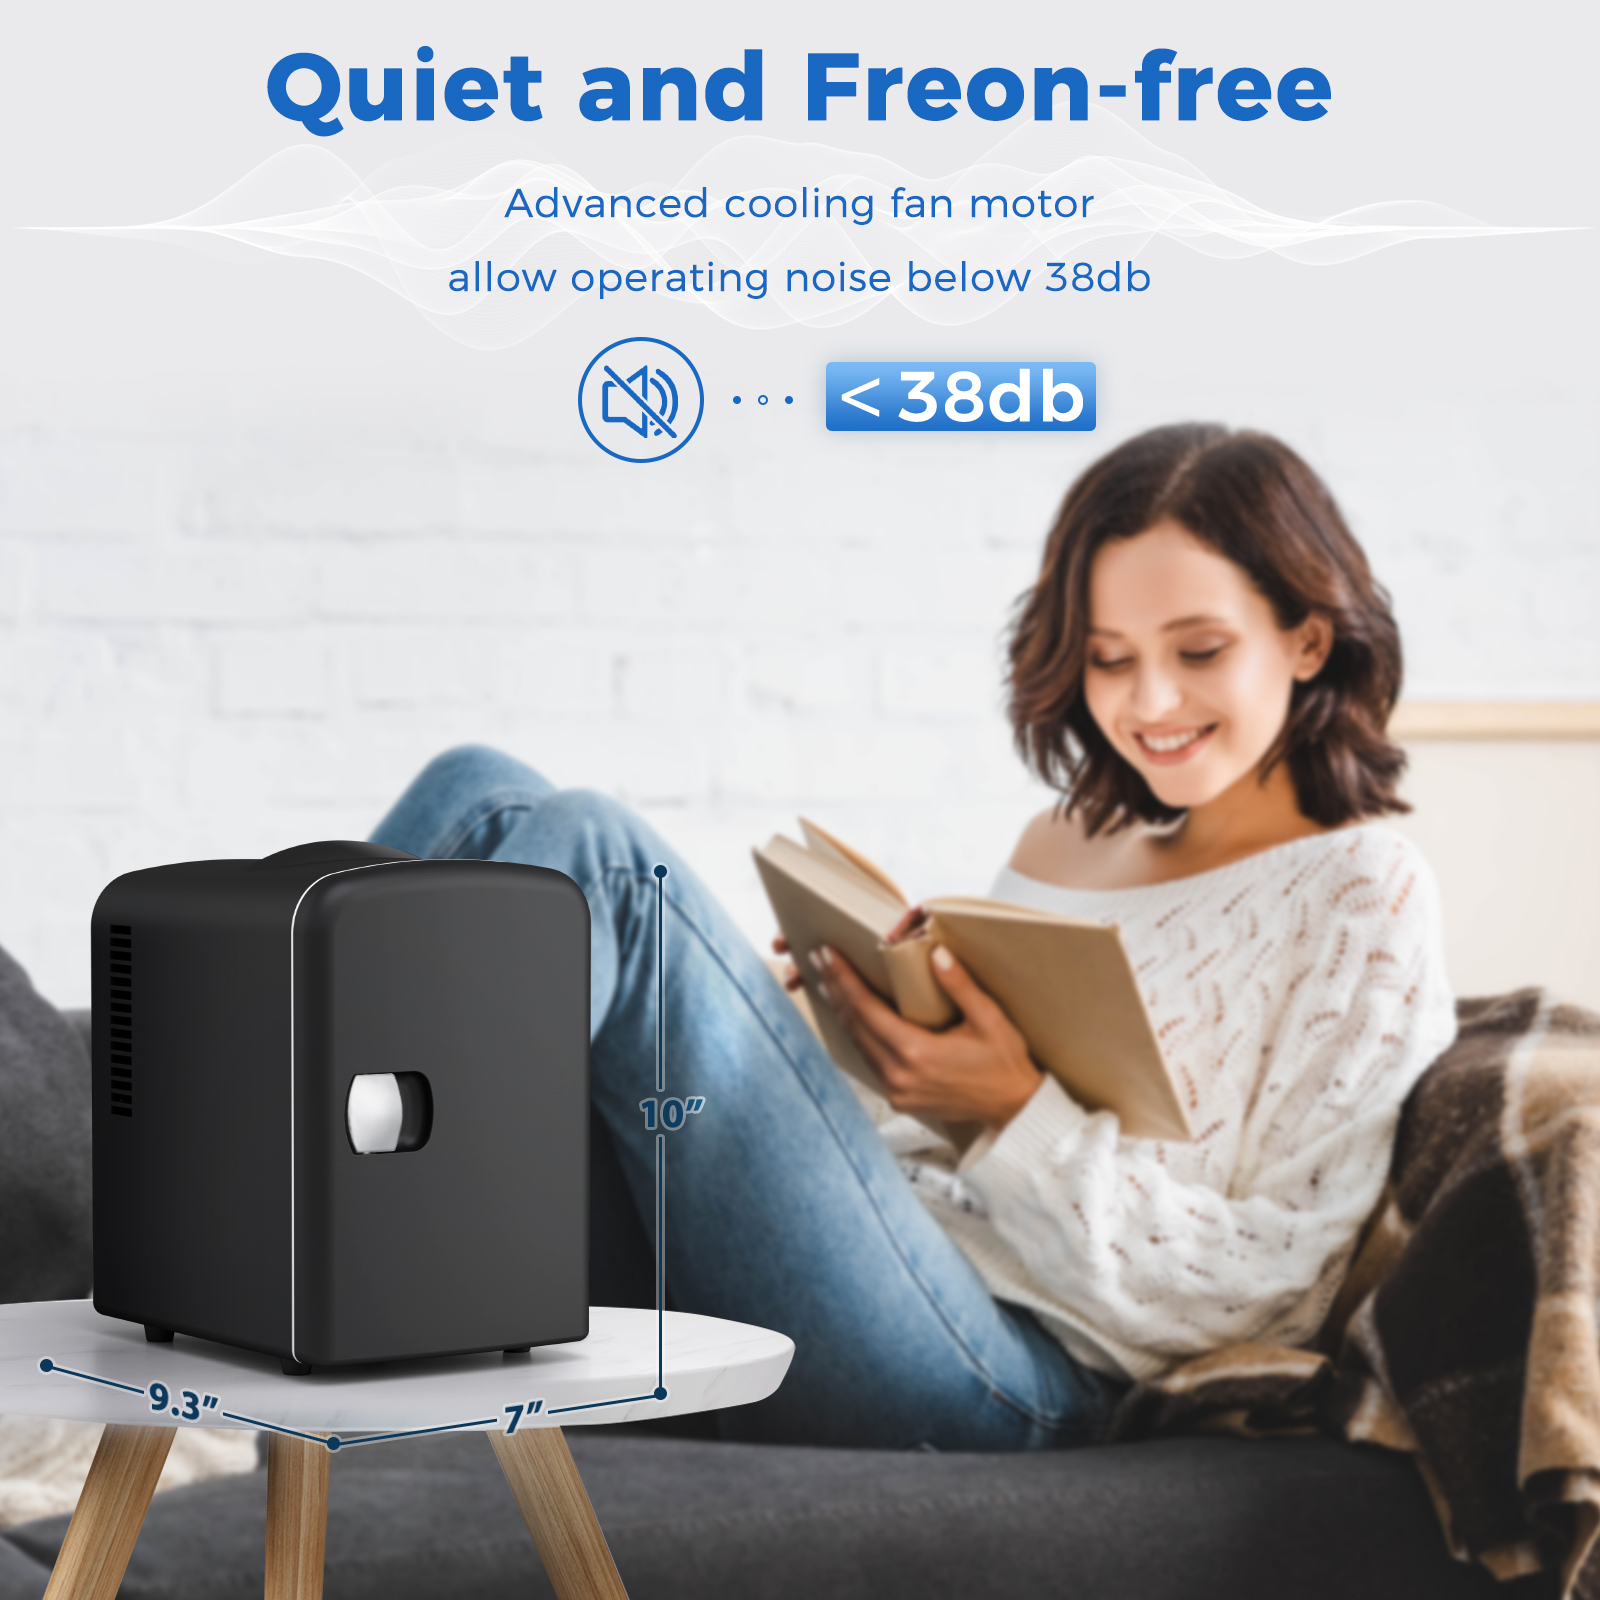 Quiet and Freon-free
Advanced cooling fan motor
allow operating noise below 38db
<38db
10″
9.3″
7″